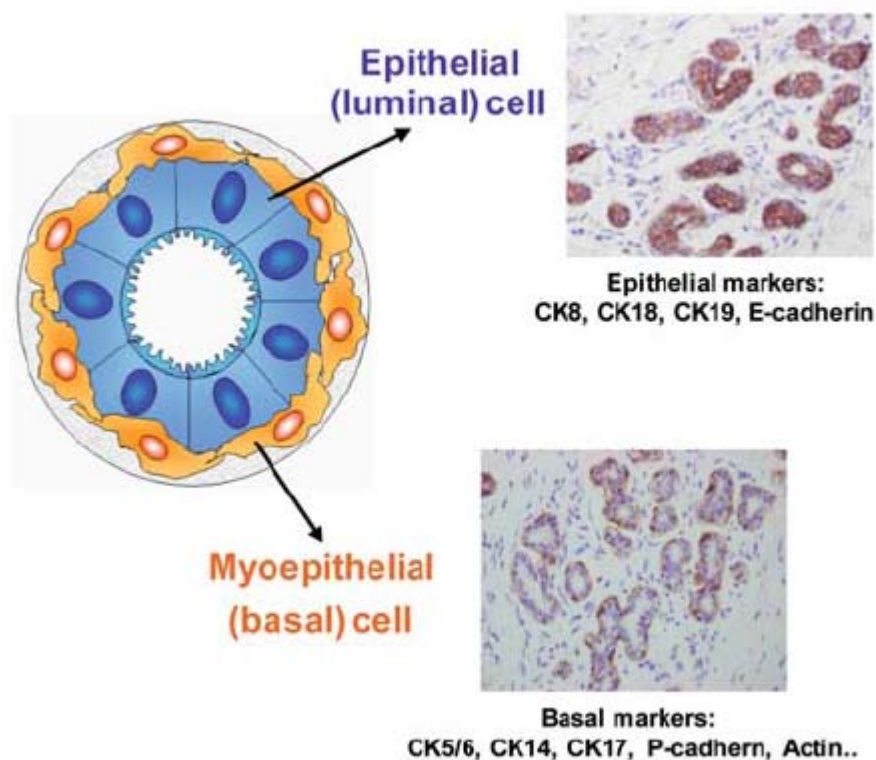 Epithelial
(luminal) cell
Epithelial markers:
CK8, CK18, CK19, E-cadherin
Myoepithelial
(basal) cell
Basal markers:
CK5/6, CK14, CK17, P-cadhern, Actin..